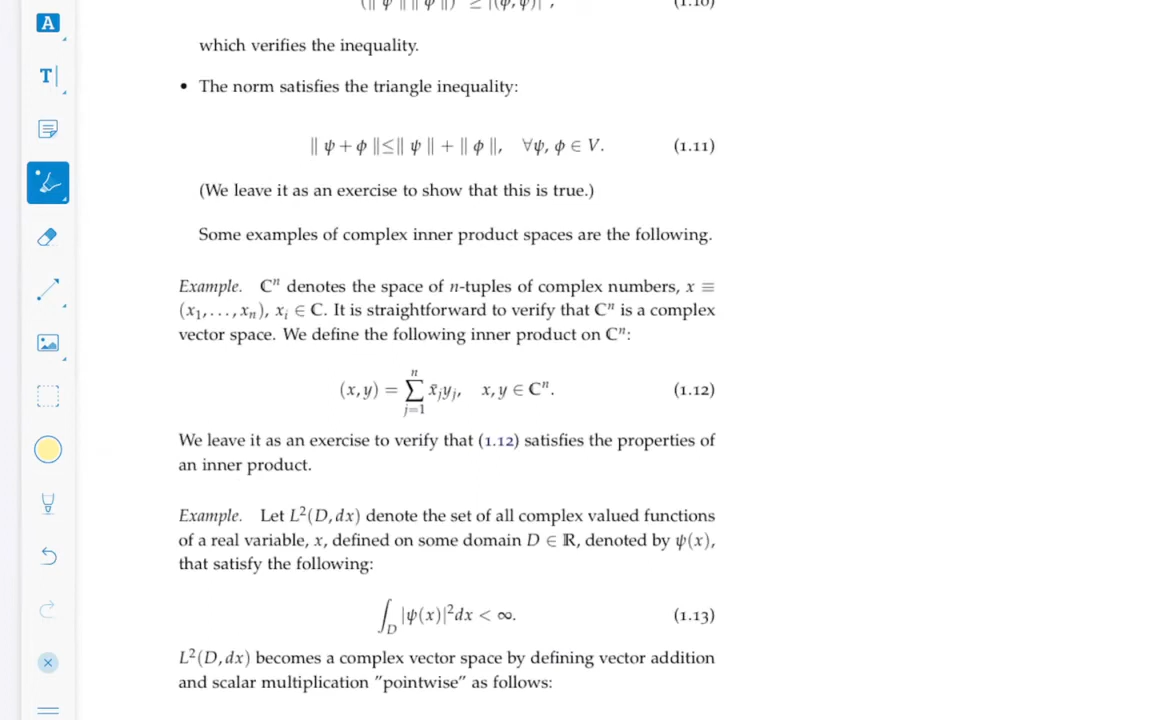 (‖ ψ ‖‖ φ ‖)² ≥ |(φ, ψ)|², (1.10)
which verifies the inequality.
• The norm satisfies the triangle inequality:
‖ ψ + φ ‖≤‖ ψ ‖ + ‖ φ ‖, ∀ψ, φ ∈ V. (1.11)
(We leave it as an exercise to show that this is true.)
Some examples of complex inner product spaces are the following.
Example. ℂⁿ denotes the space of n-tuples of complex numbers, x ≡
(x₁, . . . , xₙ), xᵢ ∈ ℂ. It is straightforward to verify that ℂⁿ is a complex
vector space. We define the following inner product on ℂⁿ:
(x, y) = ∑ⁿⱼ₌₁ x̄ⱼyⱼ, x, y ∈ ℂⁿ. (1.12)
We leave it as an exercise to verify that (1.12) satisfies the properties of
an inner product.
Example. Let L²(D, dx) denote the set of all complex valued functions
of a real variable, x, defined on some domain D ∈ ℝ, denoted by ψ(x),
that satisfy the following:
∫_D |ψ(x)|²dx < ∞. (1.13)
L²(D, dx) becomes a complex vector space by defining vector addition
and scalar multiplication ”pointwise” as follows: